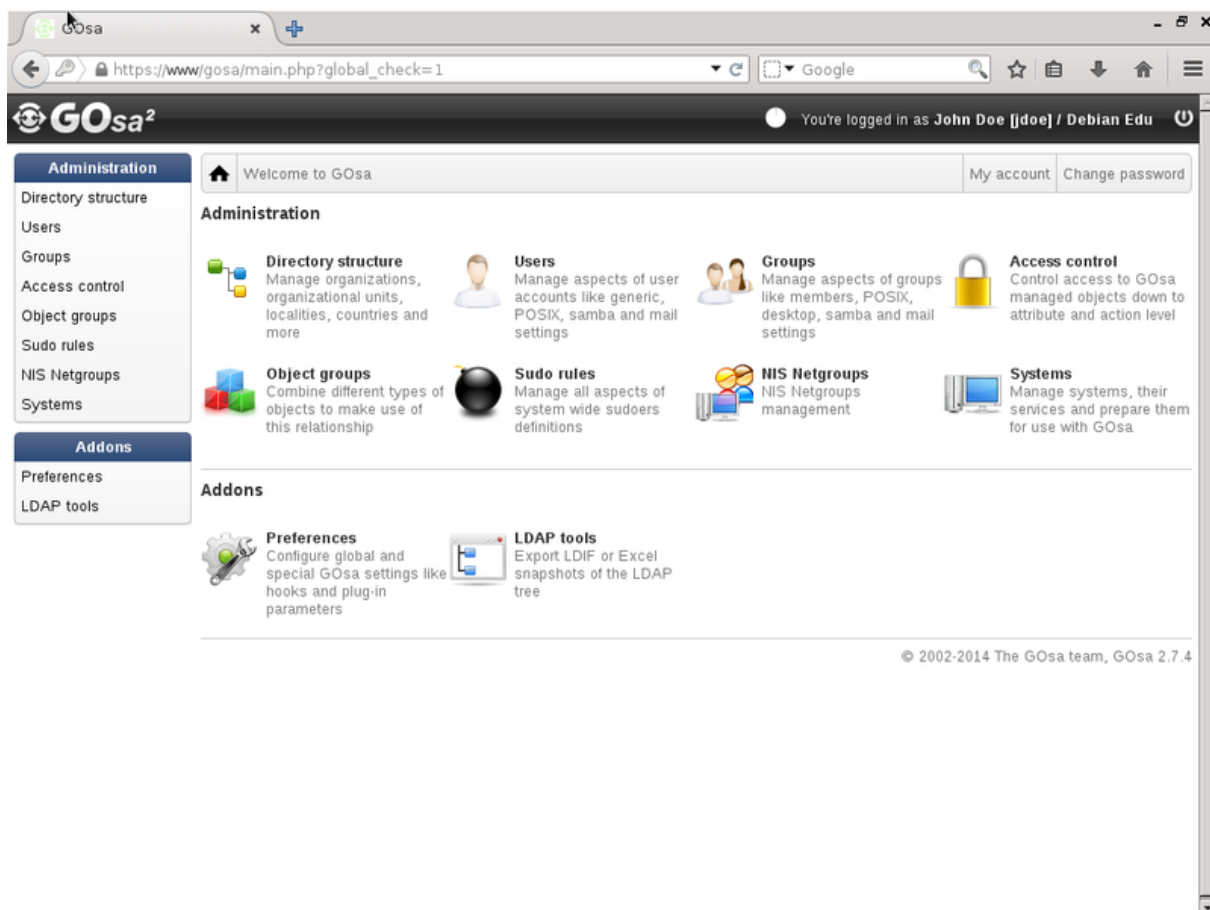 GOsa
https://www/gosa/main.php?global_check=1
Google
GOsa²
You're logged in as John Doe [jdoe] / Debian Edu
Administration
Directory structure
Users
Groups
Access control
Object groups
Sudo rules
NIS Netgroups
Systems
Addons
Preferences
LDAP tools
Welcome to GOsa
My account
Change password
Administration
Directory structure
Manage organizations,
organizational units,
localities, countries and
more
Users
Manage aspects of user
accounts like generic,
POSIX, samba and mail
settings
Groups
Manage aspects of groups
like members, POSIX,
desktop, samba and mail
settings
Access control
Control access to GOsa
managed objects down to
attribute and action level
Object groups
Combine different types of
objects to make use of
this relationship
Sudo rules
Manage all aspects of
system wide sudoers
definitions
NIS Netgroups
NIS Netgroups
management
Systems
Manage systems, their
services and prepare them
for use with GOsa
Addons
Preferences
Configure global and
special GOsa settings like
hooks and plug-in
parameters
LDAP tools
Export LDIF or Excel
snapshots of the LDAP
tree
© 2002-2014 The GOsa team, GOsa 2.7.4